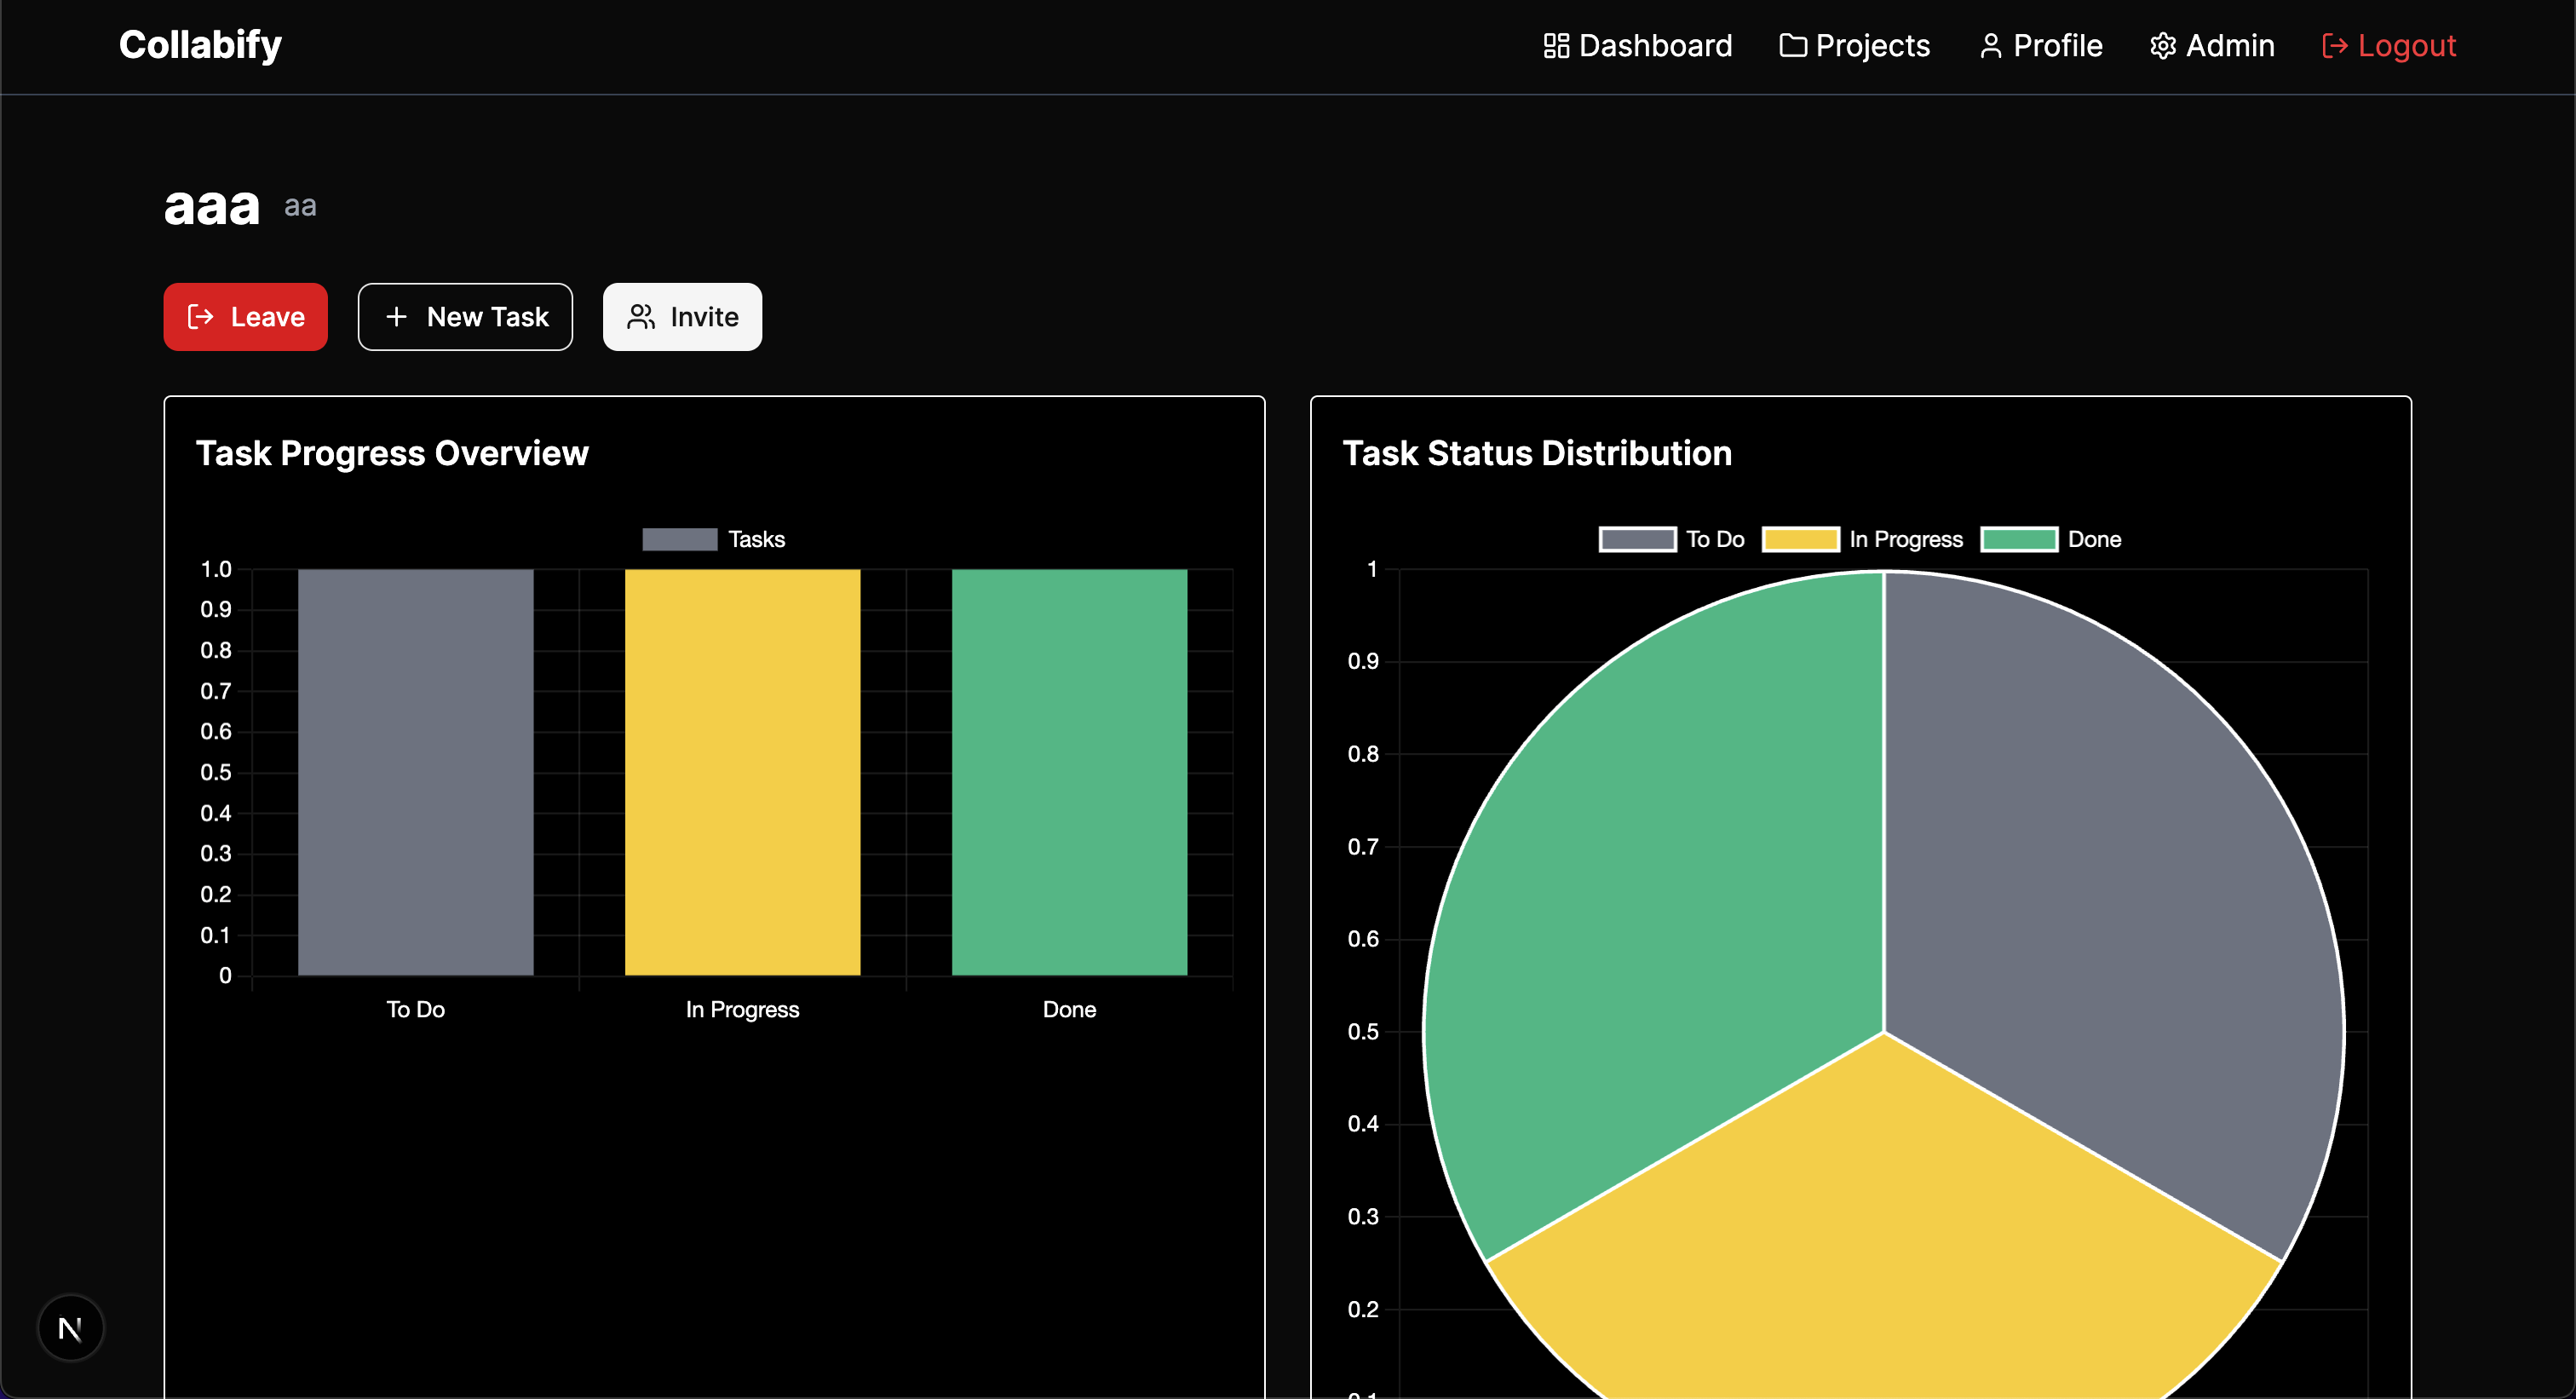 Collabify
Dashboard Projects Profile Admin Logout
aaa aa
Leave New Task Invite
Task Progress Overview
Tasks
1.0
0.9
0.8
0.7
0.6
0.5
0.4
0.3
0.2
0.1
0
To Do In Progress Done
Task Status Distribution
To Do In Progress Done
1
0.9
0.8
0.7
0.6
0.5
0.4
0.3
0.2
0.1
N